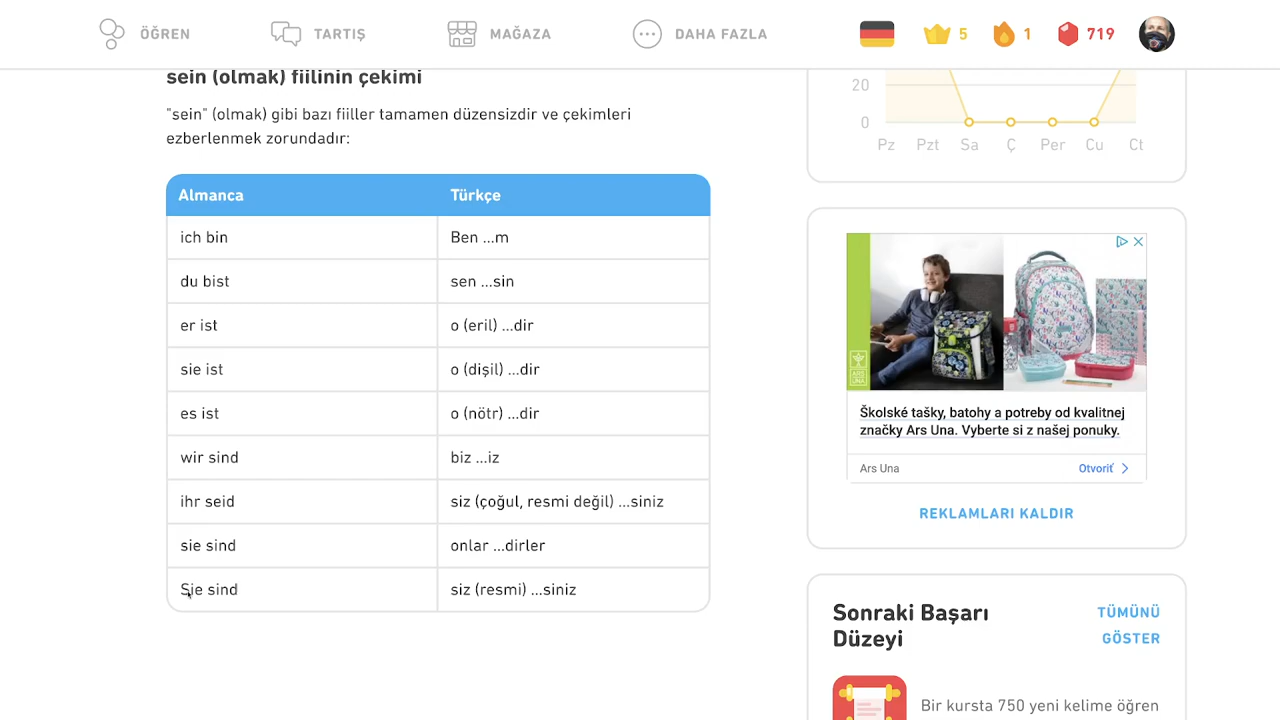 ÖĞREN
TARTIŞ
MAĞAZA
DAHA FAZLA
5
1
719
sein (olmak) fiilinin çekimi
"sein" (olmak) gibi bazı fiiller tamamen düzensizdir ve çekimleri
ezberlenmek zorundadır:
Almanca Türkçe
ich bin Ben ...m
du bist sen ...sin
er ist o (eril) ...dir
sie ist o (dişil) ...dir
es ist o (nötr) ...dir
wir sind biz ...iz
ihr seid siz (çoğul, resmi değil) ...siniz
sie sind onlar ...dirler
Sie sind siz (resmi) ...siniz
20
0
Pz Pzt Sa Ç Per Cu Ct
ARS UNA
Školské tašky, batohy a potreby od kvalitnej
značky Ars Una. Vyberte si z našej ponuky.
Ars Una Otvoriť
REKLAMLARI KALDIR
Sonraki Başarı
Düzeyi
TÜMÜNÜ
GÖSTER
Bir kursta 750 yeni kelime öğren